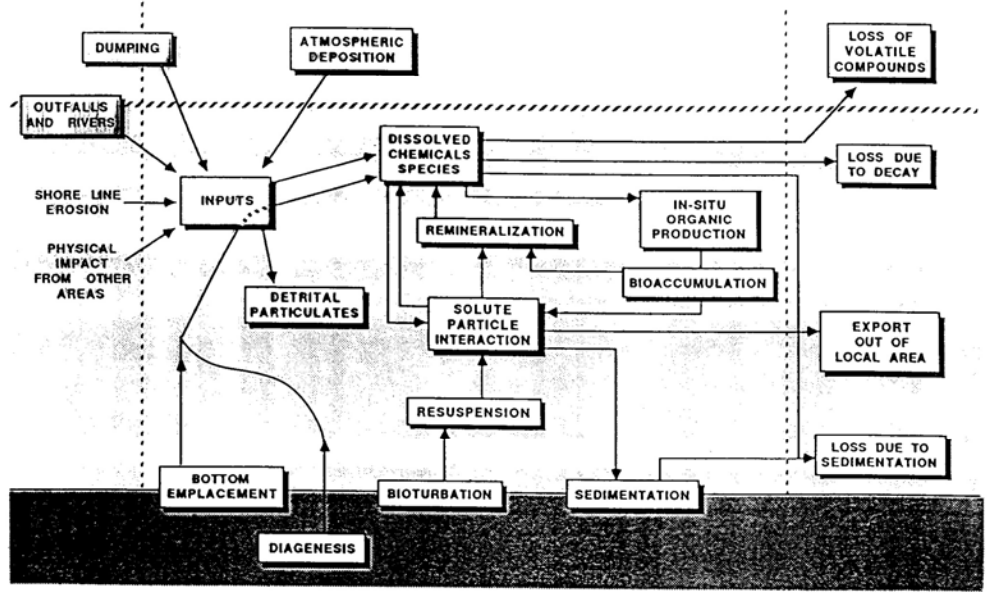 DUMPING
ATMOSPHERIC
DEPOSITION
LOSS OF
VOLATILE
COMPOUNDS
OUTFALLS
AND RIVERS
DISSOLVED
CHEMICALS
SPECIES
LOSS DUE
TO DECAY
SHORE LINE
EROSION
INPUTS
IN-SITU
ORGANIC
PRODUCTION
REMINERALIZATION
PHYSICAL
IMPACT
FROM OTHER
AREAS
BIOACCUMULATION
DETRITAL
PARTICULATES
SOLUTE
PARTICLE
INTERACTION
EXPORT
OUT OF
LOCAL AREA
RESUSPENSION
LOSS DUE TO
SEDIMENTATION
BOTTOM
EMPLACEMENT
BIOTURBATION
SEDIMENTATION
DIAGENESIS